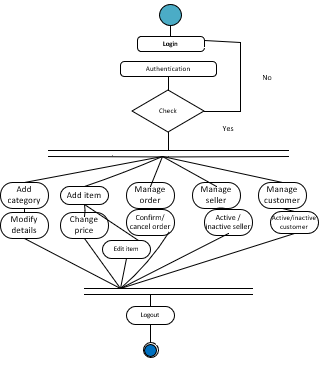 Login
Authentication
No
Check
Yes
Add
category
Add item
Manage
order
Manage
seller
Manage
customer
Modify
details
Change
price
Confirm/
cancel order
Active /
inactive seller
Active/inactive
customer
Edit item
Logout